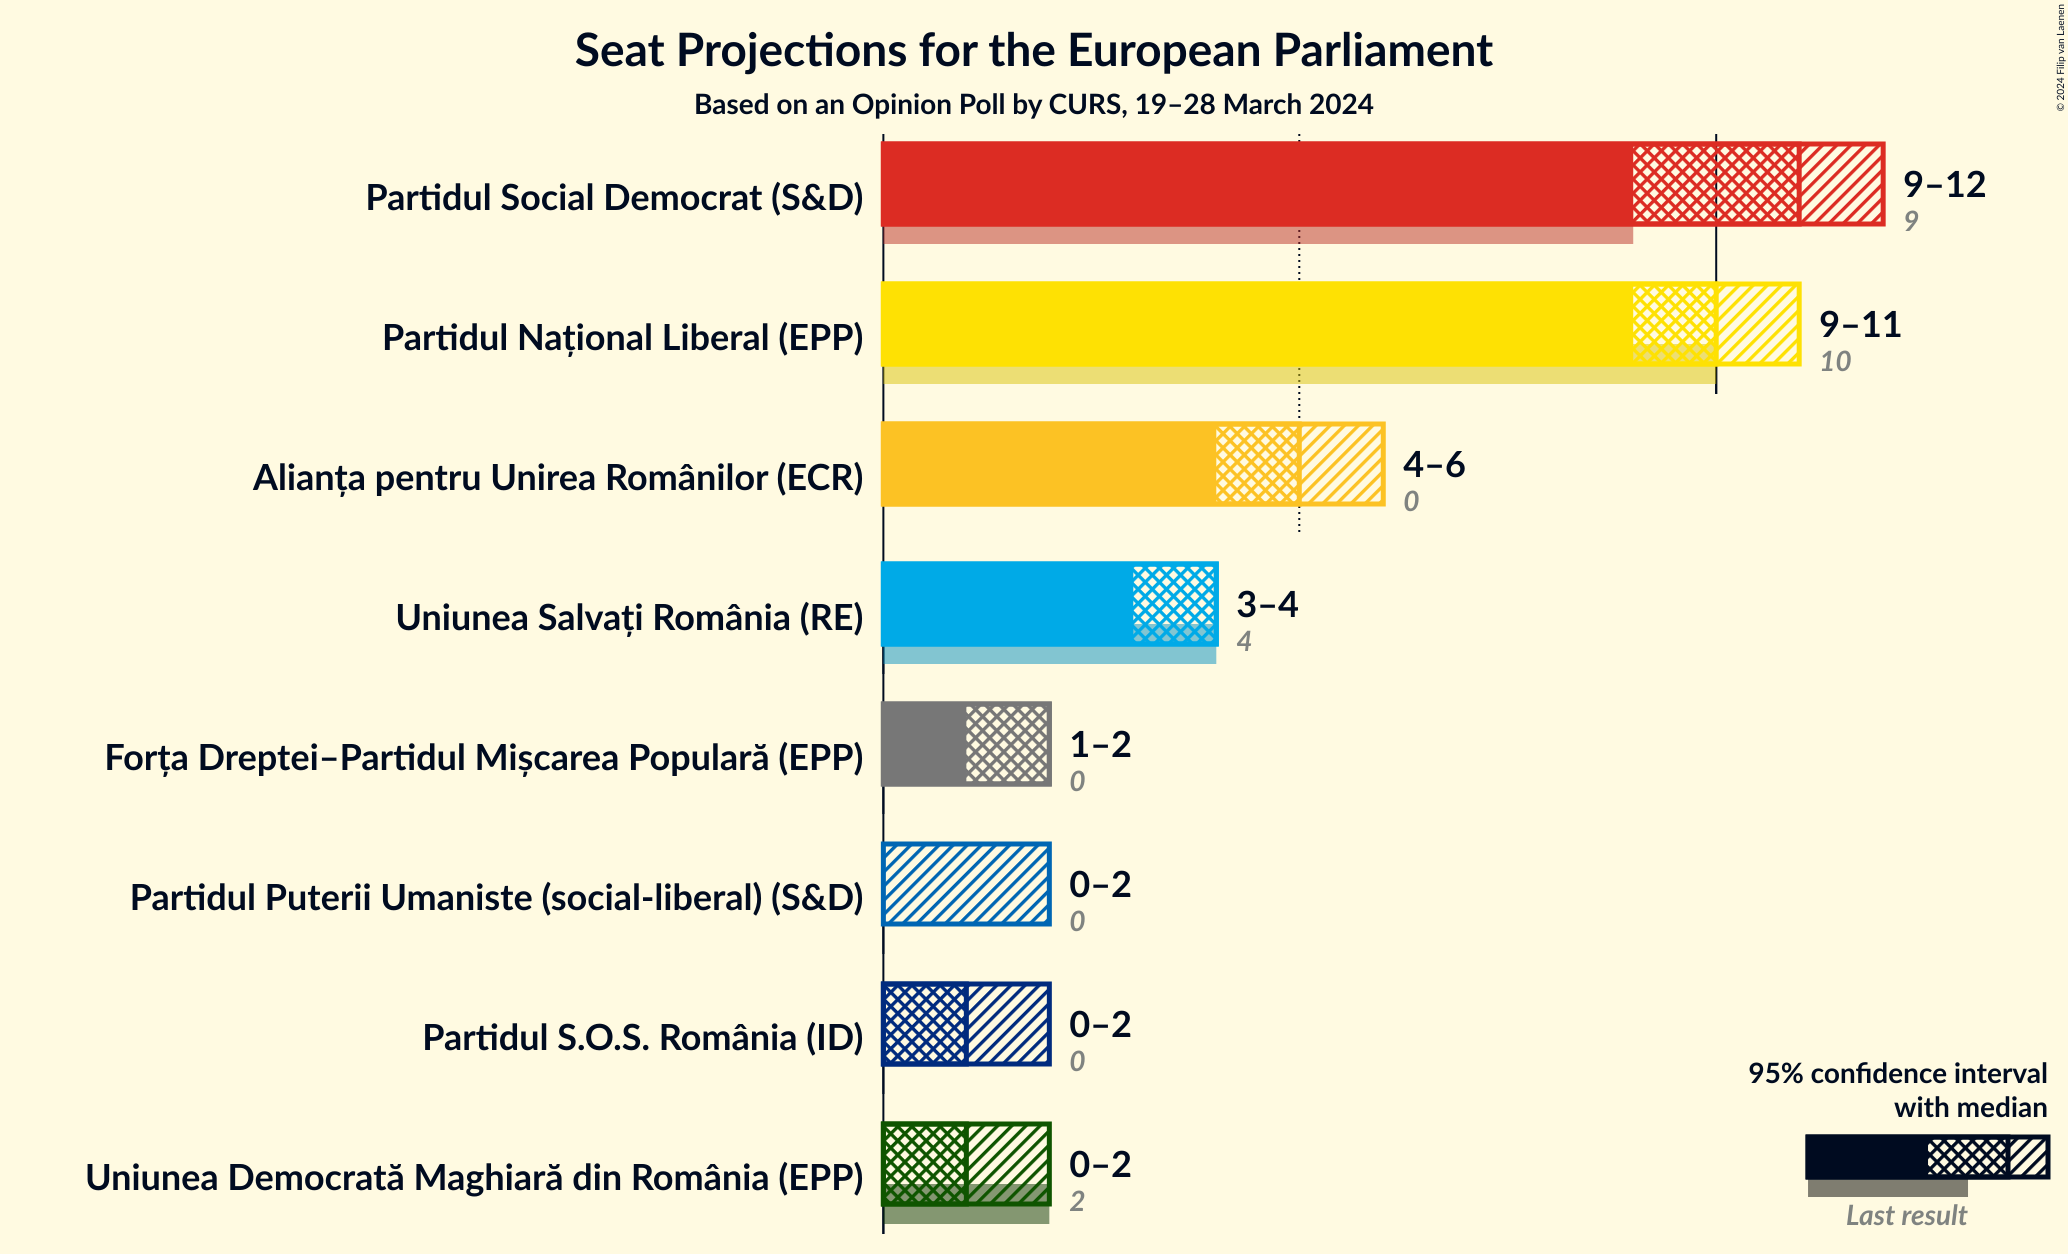 Seat Projections for the European Parliament
Based on an Opinion Poll by CURS, 19–28 March 2024
© 2024 Filip van Laenen
Partidul Social Democrat (S&D)
9–12
9
Partidul Național Liberal (EPP)
9–11
10
Alianța pentru Unirea Românilor (ECR)
4–6
0
Uniunea Salvați România (RE)
3–4
4
Forța Dreptei–Partidul Mișcarea Populară (EPP)
1–2
0
Partidul Puterii Umaniste (social-liberal) (S&D)
0–2
0
Partidul S.O.S. România (ID)
0–2
0
Uniunea Democrată Maghiară din România (EPP)
0–2
2
95% confidence interval
with median
Last result